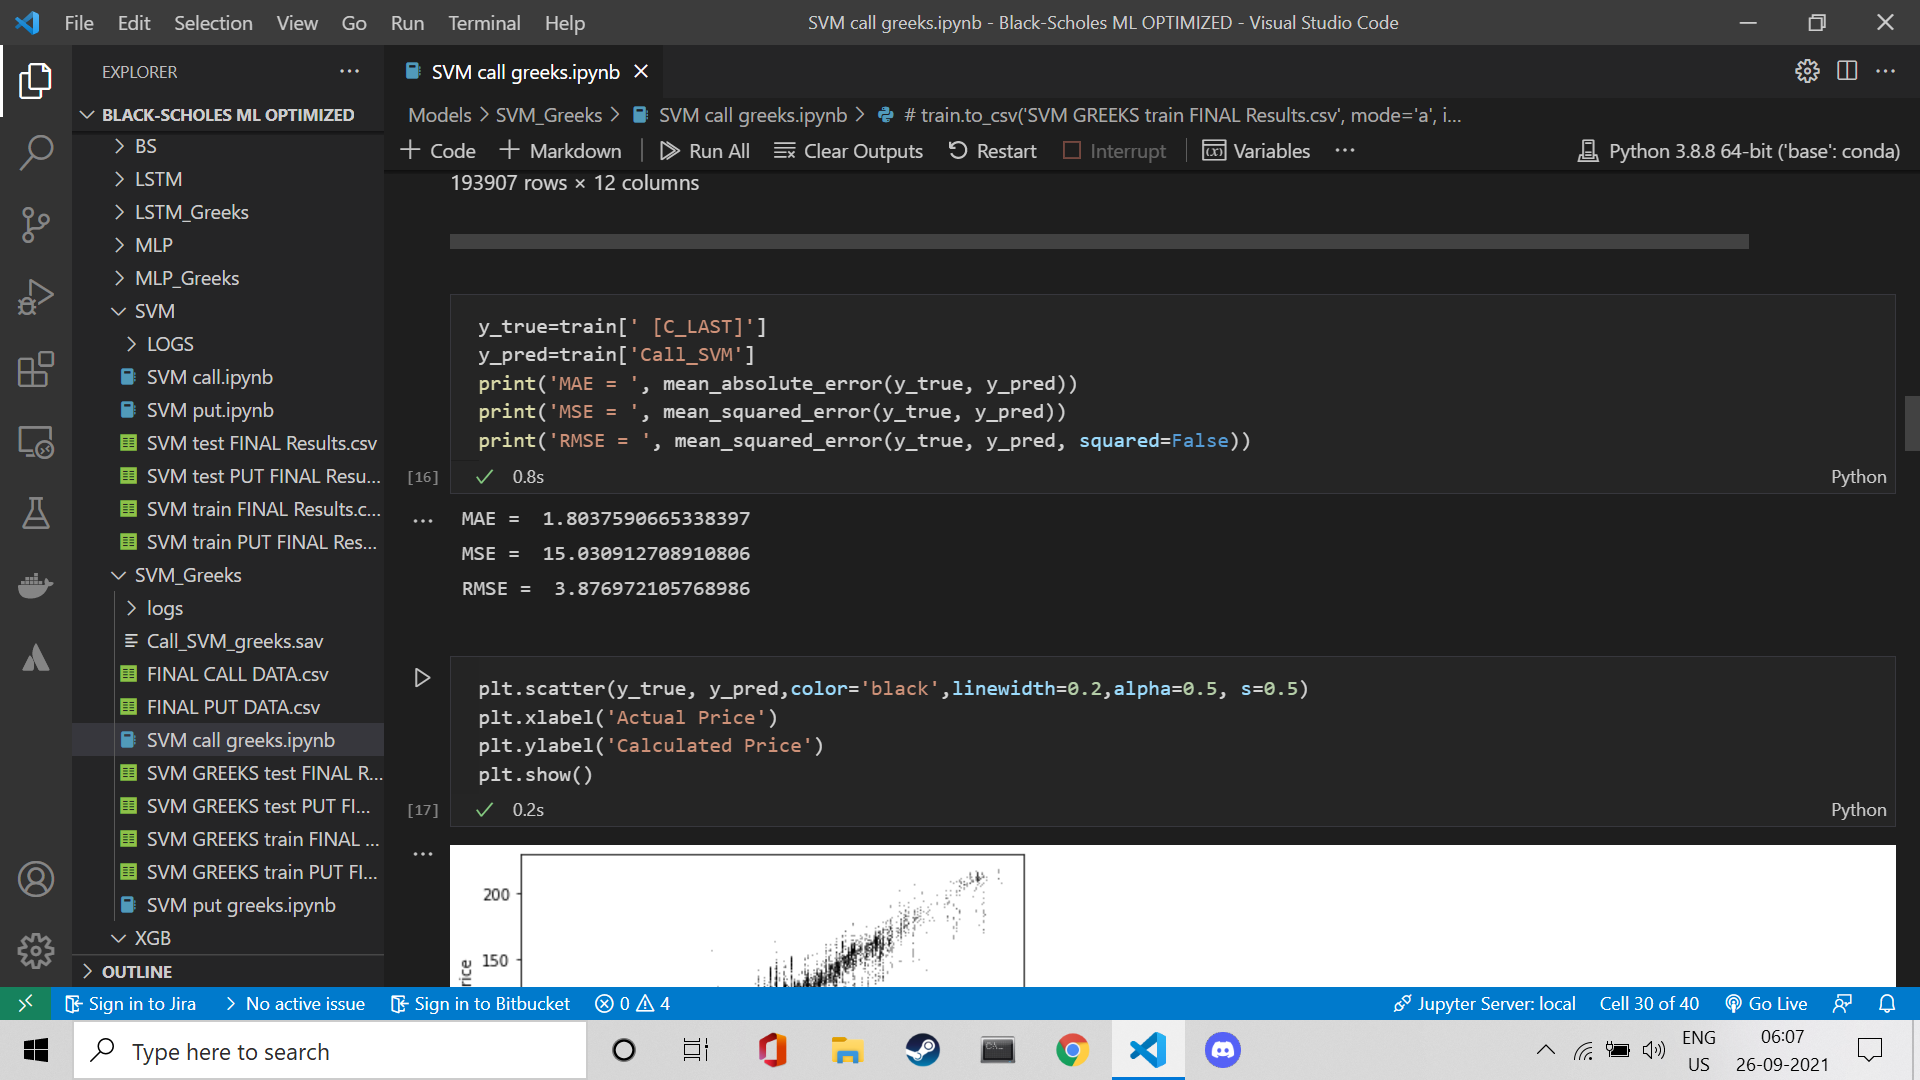 File Edit Selection View Go Run Terminal Help
SVM call greeks.ipynb - Black-Scholes ML OPTIMIZED - Visual Studio Code
EXPLORER
BLACK-SCHOLES ML OPTIMIZED
BS
LSTM
LSTM_Greeks
MLP
MLP_Greeks
SVM
LOGS
SVM call.ipynb
SVM put.ipynb
SVM test FINAL Results.csv
SVM test PUT FINAL Resu...
SVM train FINAL Results.c...
SVM train PUT FINAL Res...
SVM_Greeks
logs
Call_SVM_greeks.sav
FINAL CALL DATA.csv
FINAL PUT DATA.csv
SVM call greeks.ipynb
SVM GREEKS test FINAL R...
SVM GREEKS test PUT FI...
SVM GREEKS train FINAL ...
SVM GREEKS train PUT FI...
SVM put greeks.ipynb
XGB
OUTLINE
SVM call greeks.ipynb
Models > SVM_Greeks > SVM call greeks.ipynb > # train.to_csv('SVM GREEKS train FINAL Results.csv', mode='a', i...
+ Code + Markdown Run All Clear Outputs Restart Interrupt Variables ... Python 3.8.8 64-bit ('base': conda)
193907 rows × 12 columns
y_true=train[' [C_LAST]']
y_pred=train['Call_SVM']
print('MAE = ', mean_absolute_error(y_true, y_pred))
print('MSE = ', mean_squared_error(y_true, y_pred))
print('RMSE = ', mean_squared_error(y_true, y_pred, squared=False))
[16] 0.8s Python
MAE =  1.8037590665338397
MSE =  15.030912708910806
RMSE =  3.876972105768986
plt.scatter(y_true, y_pred,color='black',linewidth=0.2,alpha=0.5, s=0.5)
plt.xlabel('Actual Price')
plt.ylabel('Calculated Price')
plt.show()
[17] 0.2s Python
200
150
rice
Sign in to Jira No active issue Sign in to Bitbucket 0 4 Jupyter Server: local Cell 30 of 40 Go Live
Type here to search
ENG
US
06:07
26-09-2021